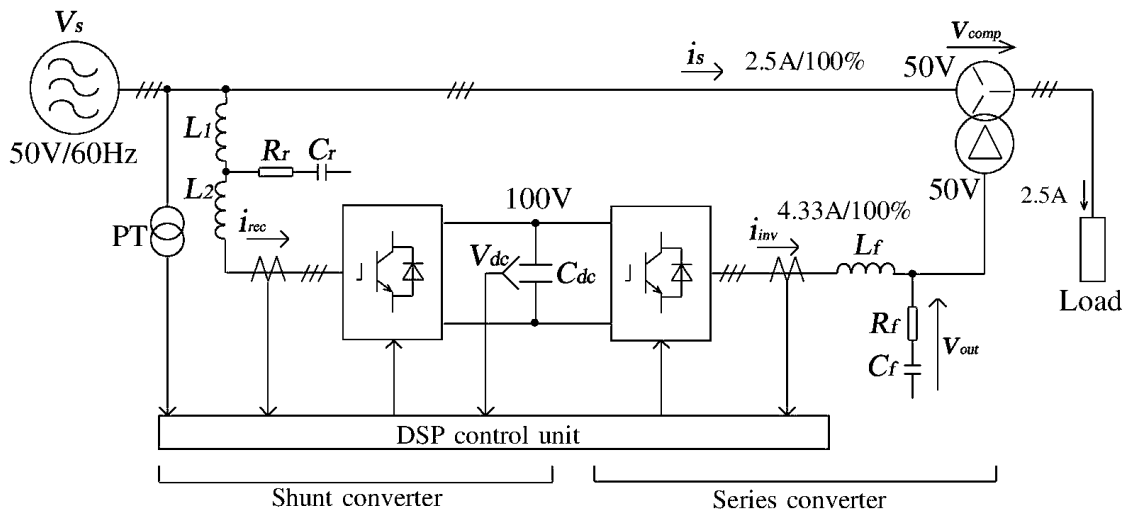 Vs
50V/60Hz
is
2.5A/100%
Vcomp
50V
50V
L1
L2
Rr
Cr
PT
irec
100V
Vdc
Cdc
4.33A/100%
iinv
Lf
Rf
Cf
Vout
2.5A
Load
DSP control unit
Shunt converter
Series converter